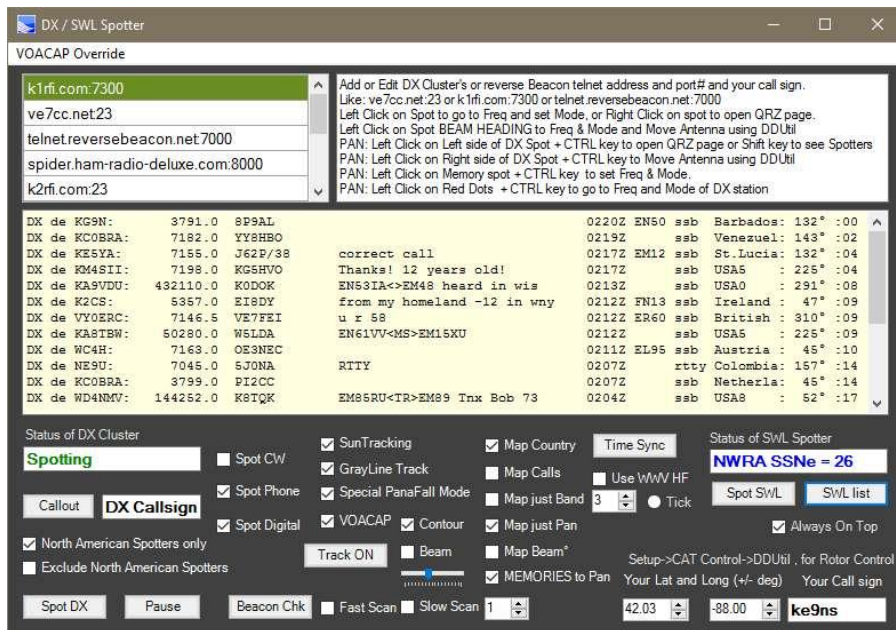 DX / SWL Spotter
VOACAP Override
k1rfi.com:7300
ve7cc.net:23
telnet.reversebeacon.net:7000
spider.ham-radio-deluxe.com:8000
k2rfi.com:23
Add or Edit DX Cluster's or reverse Beacon telnet address and port# and your call sign.
Like: ve7cc.net:23 or k1rfi.com:7300 or telnet.reversebeacon.net:7000
Left Click on Spot to go to Freq and set Mode, or Right Click on spot to open QRZ page.
Left Click on Spot BEAM HEADING to Freq & Mode and Move Antenna using DDUtil
PAN: Left Click on Left side of DX Spot + CTRL key to open QRZ page or Shift key to see Spotters
PAN: Left Click on Right side of DX Spot + CTRL key to Move Antenna using DDUtil
PAN: Left Click on Memory spot + CTRL key to set Freq & Mode.
PAN: Left Click on Red Dots + CTRL key to go to Freq and Mode of DX station
DX de KG9N: 3791.0 8P9AL 0220Z EN50 ssb Barbados: 132° :00
DX de KC0BRA: 7182.0 YY8HBO 0219Z ssb Venezuel: 143° :02
DX de KE5YA: 7155.0 J62P/38 correct call 0217Z EM12 ssb St.Lucia: 132° :04
DX de KM4SII: 7198.0 KG5HVO Thanks! 12 years old! 0217Z ssb USA5 : 225° :04
DX de KA9VDU: 432110.0 K0DOK EN53IA<>EM48 heard in wis 0213Z ssb USA0 : 291° :08
DX de K2CS: 5357.0 EI8DY from my homeland -12 in wny 0212Z FN13 ssb Ireland : 47° :09
DX de VY0ERC: 7146.5 VE7FEI u r 58 0212Z ER60 ssb British : 310° :09
DX de KA8TBW: 50280.0 W5LDA EN61VV<MS>EM15XU 0212Z ssb USA5 : 225° :09
DX de WC4H: 7163.0 OE3NEC 0211Z EL95 ssb Austria : 45° :10
DX de NE9U: 7045.0 5J0NA RTTY 0207Z rtty Colombia: 157° :14
DX de KC0BRA: 3799.0 PI2CC 0207Z ssb Netherla: 45° :14
DX de WD4NMV: 144252.0 K8TQK EM85RU<TR>EM89 Tnx Bob 73 0204Z ssb USA8 : 52° :17
Status of DX Cluster
Spotting
Callout DX Callsign
North American Spotters only
Exclude North American Spotters
Spot DX Pause Beacon Chk
Spot CW
Spot Phone
Spot Digital
SunTracking
GrayLine Track
Special PanaFall Mode
VOACAP Contour
Track ON Beam
Fast Scan Slow Scan 1
Map Country
Map Calls
Map just Band
Map just Pan
Map Beam°
MEMORIES to Pan
Time Sync
Use WWV HF
3 Tick
Status of SWL Spotter
NWRA SSNe = 26
Spot SWL SWL list
Always On Top
Setup->CAT Control->DDUtil , for Rotor Control
Your Lat and Long (+/- deg) Your Call sign
42.03 -88.00 ke9ns